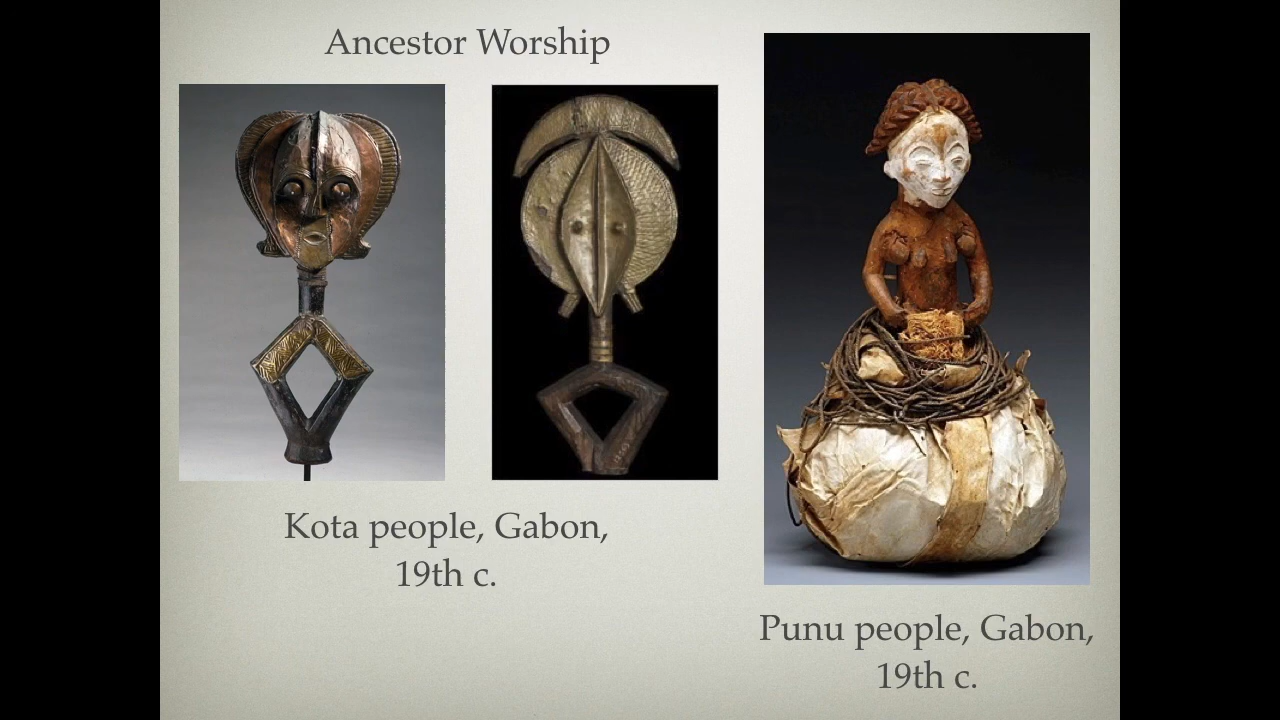 Ancestor Worship
Kota people, Gabon,
19th c.
Punu people, Gabon,
19th c.